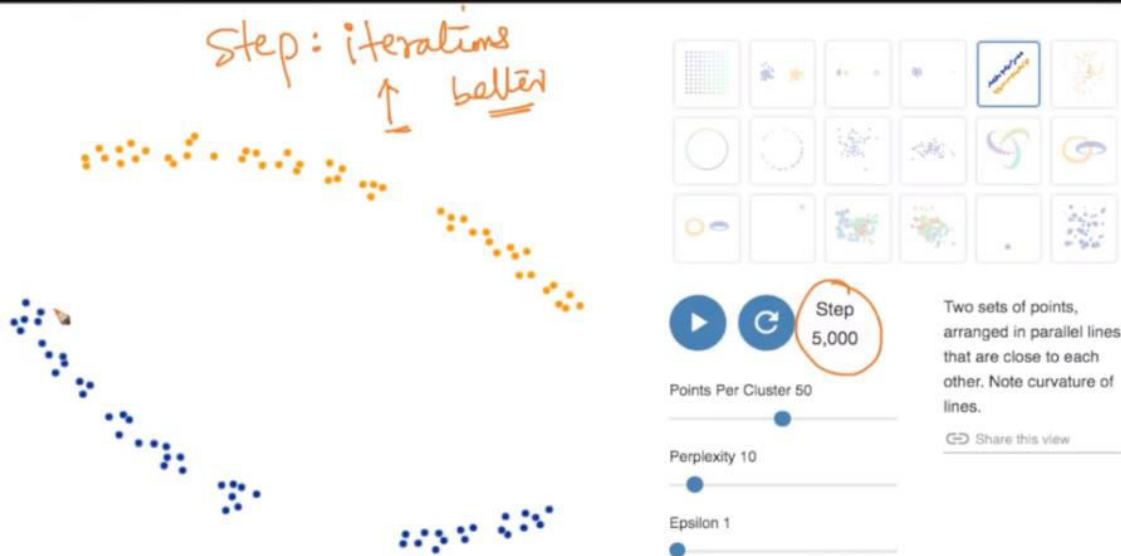 Step: iterations
↑ better
Step
5,000
Points Per Cluster 50
Perplexity 10
Epsilon 1
Two sets of points,
arranged in parallel lines
that are close to each
other. Note curvature of
lines.
Share this view